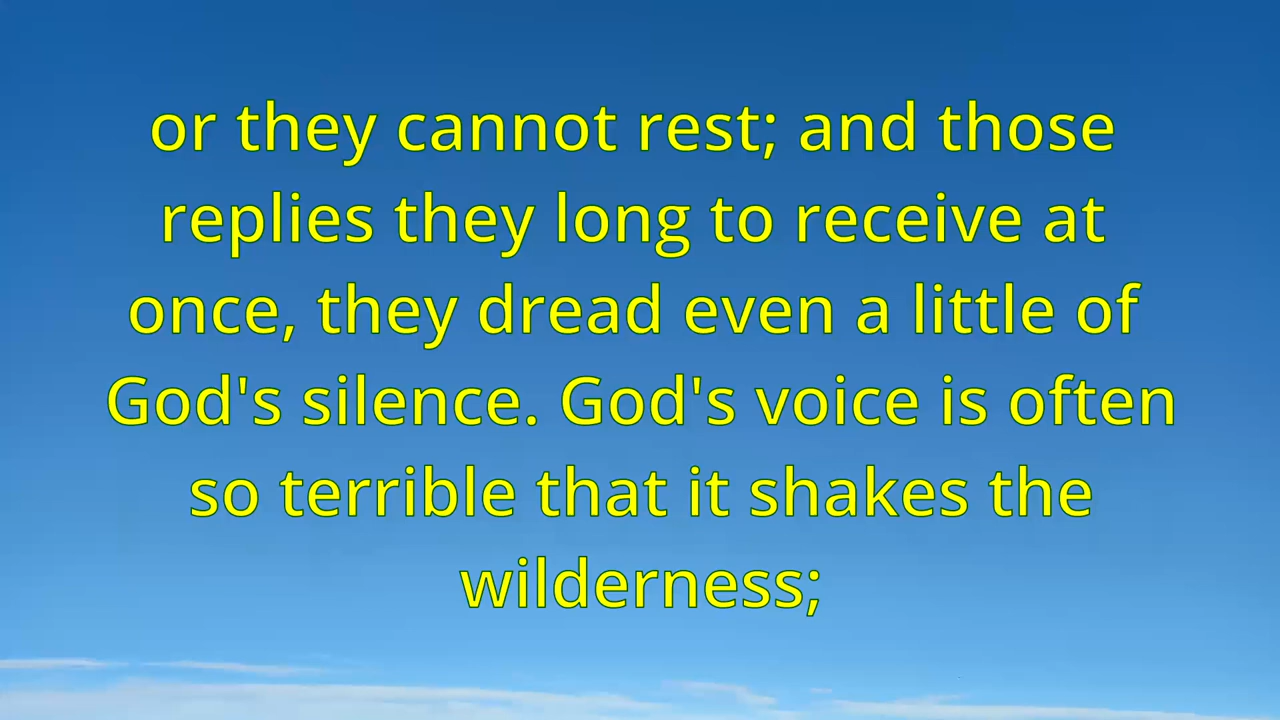 or they cannot rest; and those
replies they long to receive at
once, they dread even a little of
God's silence. God's voice is often
so terrible that it shakes the
wilderness;